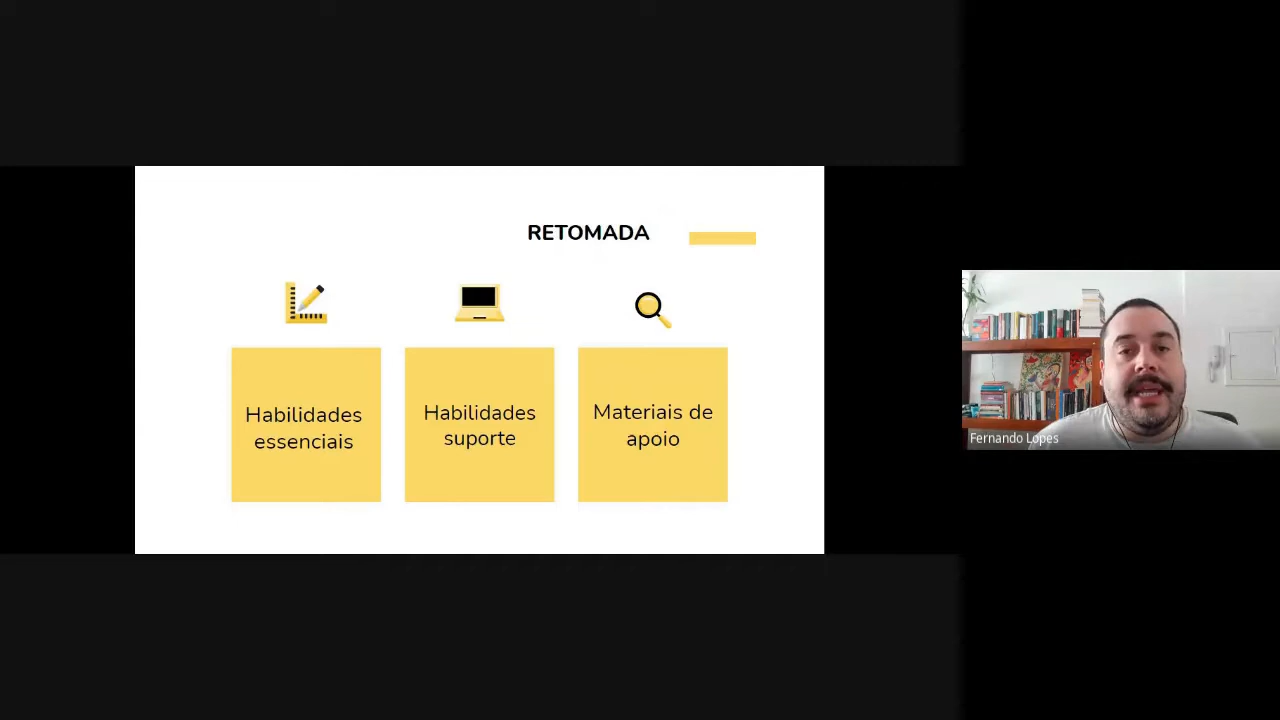 RETOMADA
Habilidades
essenciais
Habilidades
suporte
Materiais de
apoio
Fernando Lopes